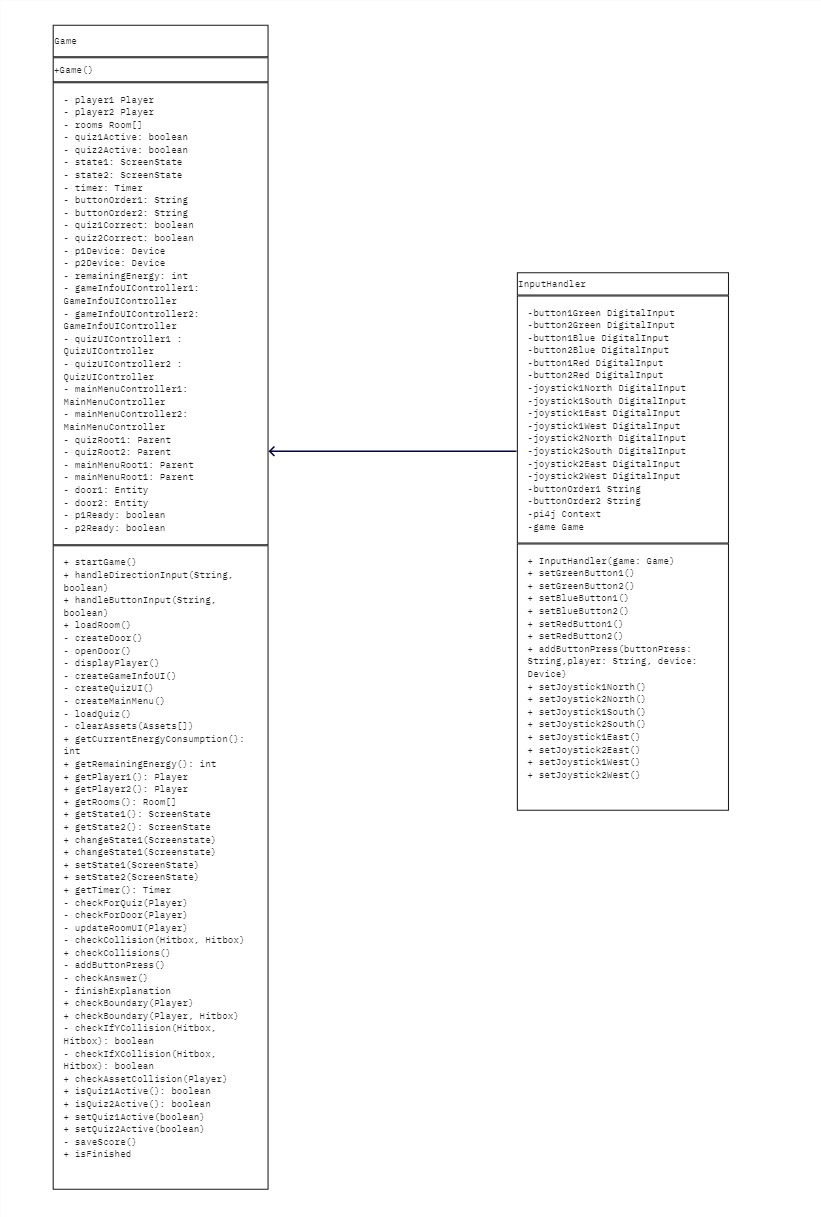 Game
+Game()
- player1 Player
- player2 Player
- rooms Room[]
- quiz1Active: boolean
- quiz2Active: boolean
- state1: ScreenState
- state2: ScreenState
- timer: Timer
- buttonOrder1: String
- buttonOrder2: String
- quiz1Correct: boolean
- quiz2Correct: boolean
- p1Device: Device
- p2Device: Device
- remainingEnergy: int
- gameInfoUIController1:
GameInfoUIController
- gameInfoUIController2:
GameInfoUIController
- quizUIController1 :
QuizUIController
- quizUIController2 :
QuizUIController
- mainMenuController1:
MainMenuController
- mainMenuController2:
MainMenuController
- quizRoot1: Parent
- quizRoot2: Parent
- mainMenuRoot1: Parent
- mainMenuRoot1: Parent
- door1: Entity
- door2: Entity
- p1Ready: boolean
- p2Ready: boolean
+ startGame()
+ handleDirectionInput(String,
boolean)
+ handleButtonInput(String,
boolean)
+ loadRoom()
- createDoor()
- openDoor()
- displayPlayer()
- createGameInfoUI()
- createQuizUI()
- createMainMenu()
- loadQuiz()
- clearAssets(Assets[])
+ getCurrentEnergyConsumption():
int
+ getRemainingEnergy(): int
+ getPlayer1(): Player
+ getPlayer2(): Player
+ getRooms(): Room[]
+ getState1(): ScreenState
+ getState2(): ScreenState
+ changeState1(Screenstate)
+ changeState1(Screenstate)
+ setState1(ScreenState)
+ setState2(ScreenState)
+ getTimer(): Timer
- checkForQuiz(Player)
- checkForDoor(Player)
- updateRoomUI(Player)
- checkCollision(Hitbox, Hitbox)
+ checkCollisions()
- addButtonPress()
- checkAnswer()
- finishExplanation
+ checkBoundary(Player)
+ checkBoundary(Player, Hitbox)
- checkIfYCollision(Hitbox,
Hitbox): boolean
- checkIfXCollision(Hitbox,
Hitbox): boolean
+ checkAssetCollision(Player)
+ isQuiz1Active(): boolean
+ isQuiz2Active(): boolean
+ setQuiz1Active(boolean)
+ setQuiz2Active(boolean)
- saveScore()
+ isFinished
InputHandler
-button1Green DigitalInput
-button2Green DigitalInput
-button1Blue DigitalInput
-button2Blue DigitalInput
-button1Red DigitalInput
-button2Red DigitalInput
-joystick1North DigitalInput
-joystick1South DigitalInput
-joystick1East DigitalInput
-joystick1West DigitalInput
-joystick2North DigitalInput
-joystick2South DigitalInput
-joystick2East DigitalInput
-joystick2West DigitalInput
-buttonOrder1 String
-buttonOrder2 String
-pi4j Context
-game Game
+ InputHandler(game: Game)
+ setGreenButton1()
+ setGreenButton2()
+ setBlueButton1()
+ setBlueButton2()
+ setRedButton1()
+ setRedButton2()
+ addButtonPress(buttonPress:
String,player: String, device:
Device)
+ setJoystick1North()
+ setJoystick2North()
+ setJoystick1South()
+ setJoystick2South()
+ setJoystick1East()
+ setJoystick2East()
+ setJoystick1West()
+ setJoystick2West()